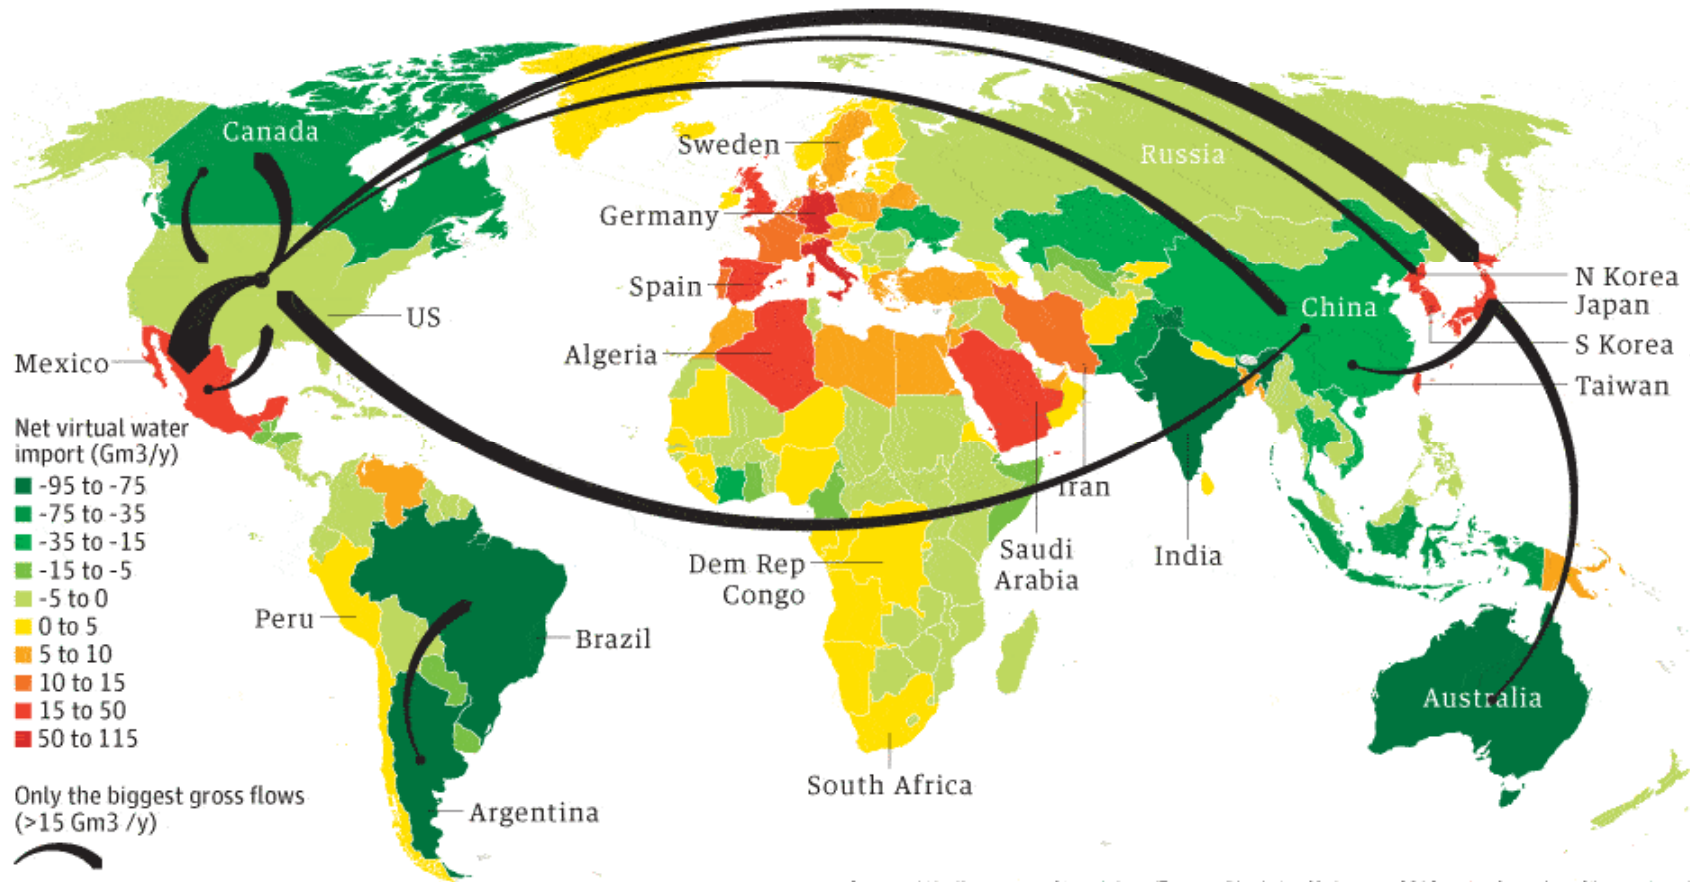 Canada
Sweden
Russia
Germany
Spain
N Korea
China
Japan
US
S Korea
Algeria
Mexico
Taiwan
Net virtual water
import (Gm3/y)
-95 to -75
-75 to -35
-35 to -15
-15 to -5
-5 to 0
0 to 5
5 to 10
10 to 15
15 to 50
50 to 115
Iran
Saudi
Arabia
India
Dem Rep
Congo
Peru
Brazil
Australia
South Africa
Argentina
Only the biggest gross flows
(>15 Gm3 /y)